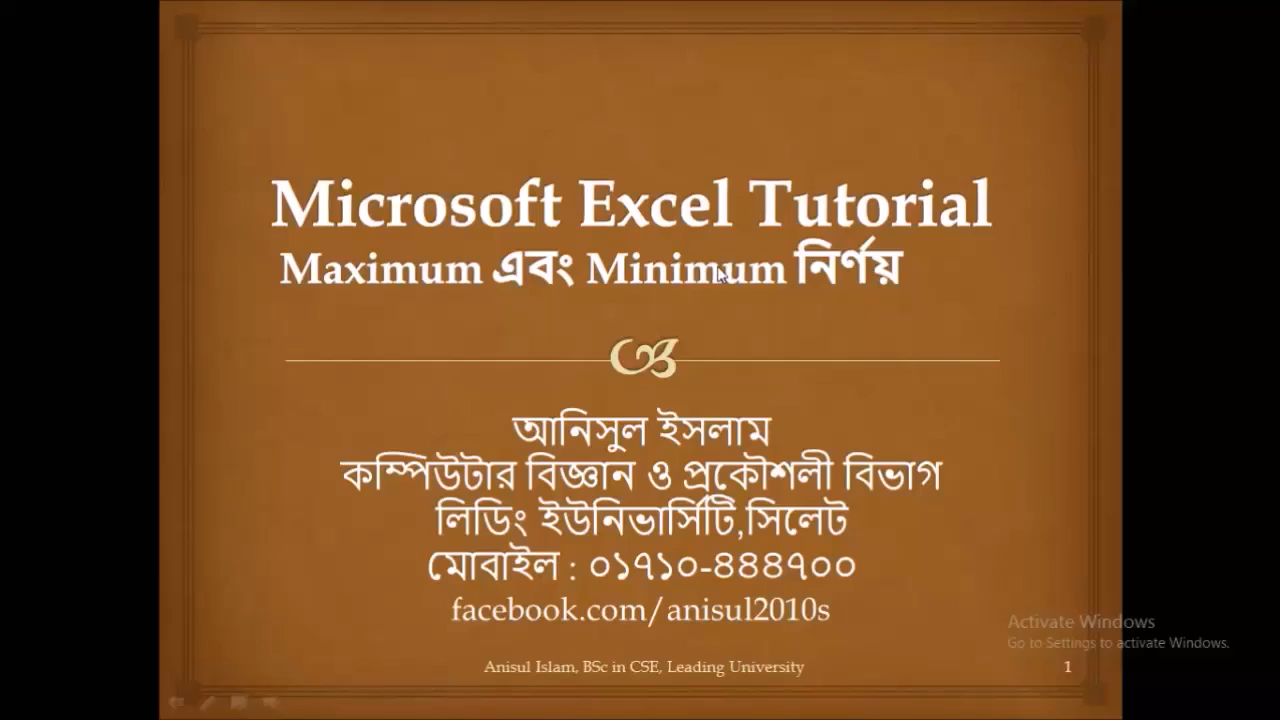 Microsoft Excel Tutorial
Maximum এবং Minimum নির্ণয়
আনিসুল ইসলাম
কম্পিউটার বিজ্ঞান ও প্রকৌশলী বিভাগ
লিডিং ইউনিভার্সিটি,সিলেট
মোবাইল : ০১৭১০-৪৪৪৭০০
facebook.com/anisul2010s
Activate Windows
Go to Settings to activate Windows.
Anisul Islam, BSc in CSE, Leading University
1